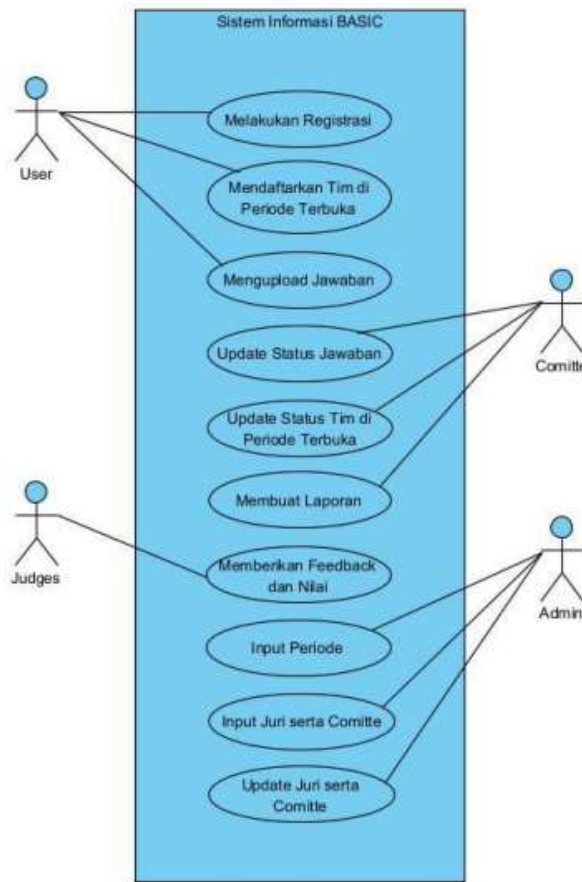 Sistem Informasi BASIC
Melakukan Registrasi
User
Mendaftarkan Tim di
Periode Terbuka
Mengupload Jawaban
Update Status Jawaban
Comitte
Update Status Tim di
Periode Terbuka
Membuat Laporan
Judges
Memberikan Feedback
dan Nilai
Admin
Input Periode
Input Juri serta Comitte
Update Juri serta
Comitte